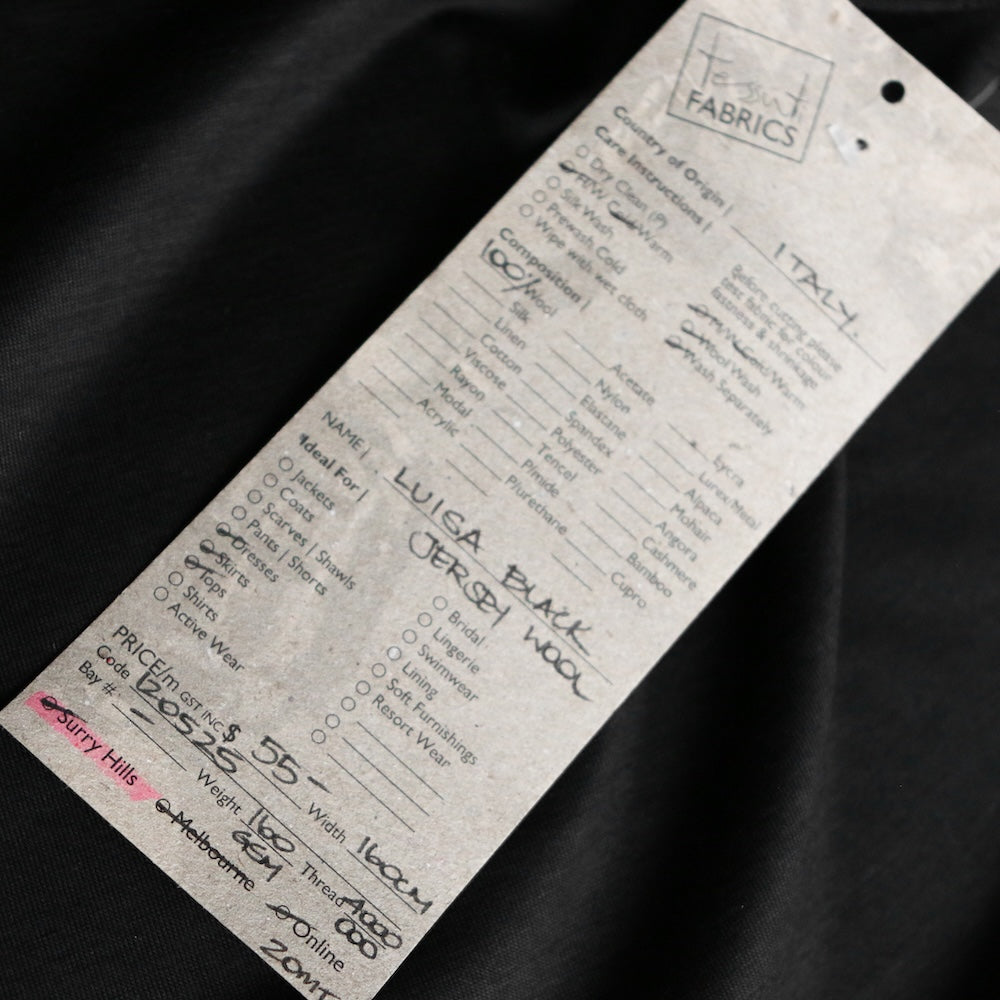 Tessuti
FABRICS
Country of Origin | ITALY.
Care Instructions |
Dry Clean (P)
H/W Cold/Warm
Silk Wash
Prewash Cold
Wipe with wet cloth
Before cutting please
test fabric for colour
fastness & shrinkage
M/W Cold/Warm
Wool Wash
Wash Separately
Composition |
100% Wool
Silk
Linen
Cotton
Viscose
Rayon
Modal
Acrylic
Acetate
Nylon
Elastane
Spandex
Polyester
Tencel
P/mide
P/urethane
Lycra
Lurex/Metal
Alpaca
Mohair
Angora
Cashmere
Bamboo
Cupro
NAME | LUISA BLACK
JERSEY WOOL
Ideal For |
Jackets
Coats
Scarves | Shawls
Pants | Shorts
Dresses
Skirts
Tops
Shirts
Active Wear
Bridal
Lingerie
Swimwear
Lining
Soft Furnishings
Resort Wear
PRICE/m GST INC $ 55-
Code 120525 Width 160CM
Bay # - Weight 160 GSM Thread A000 000
Surry Hills Melbourne Online
20MT